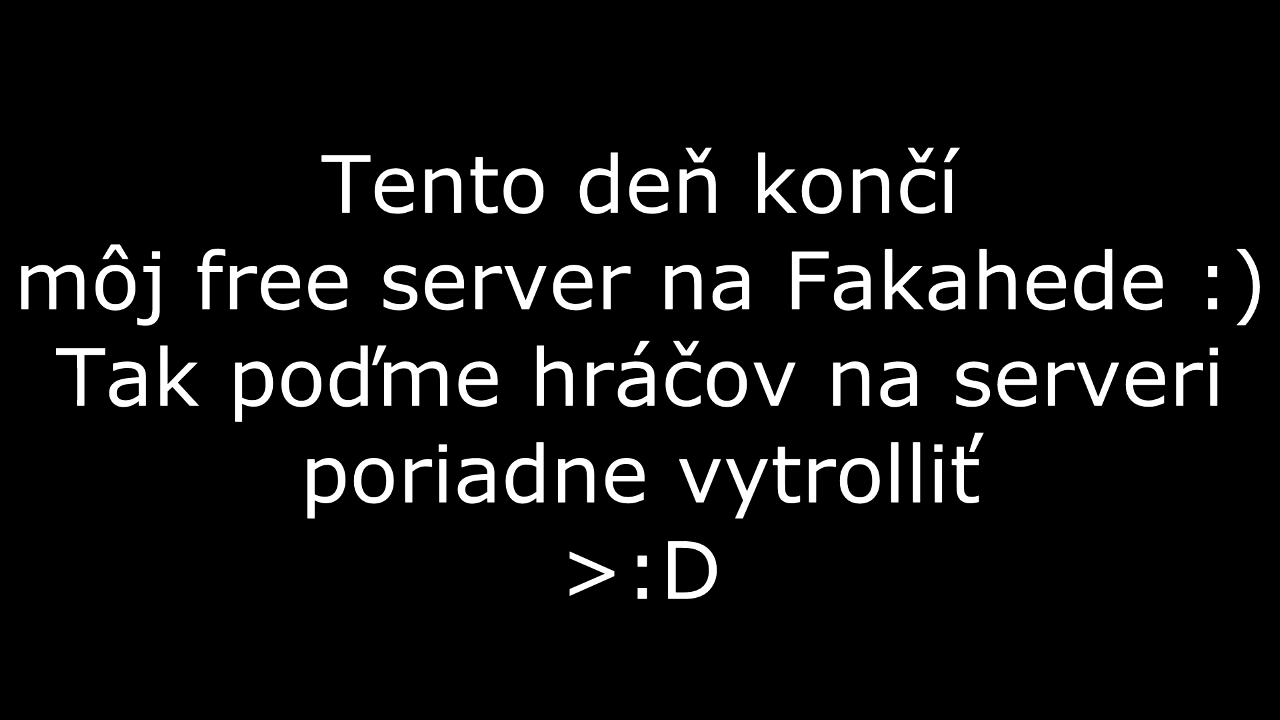 Tento deň končí
môj free server na Fakahede :)
Tak poďme hráčov na serveri
poriadne vytrolliť
>:D